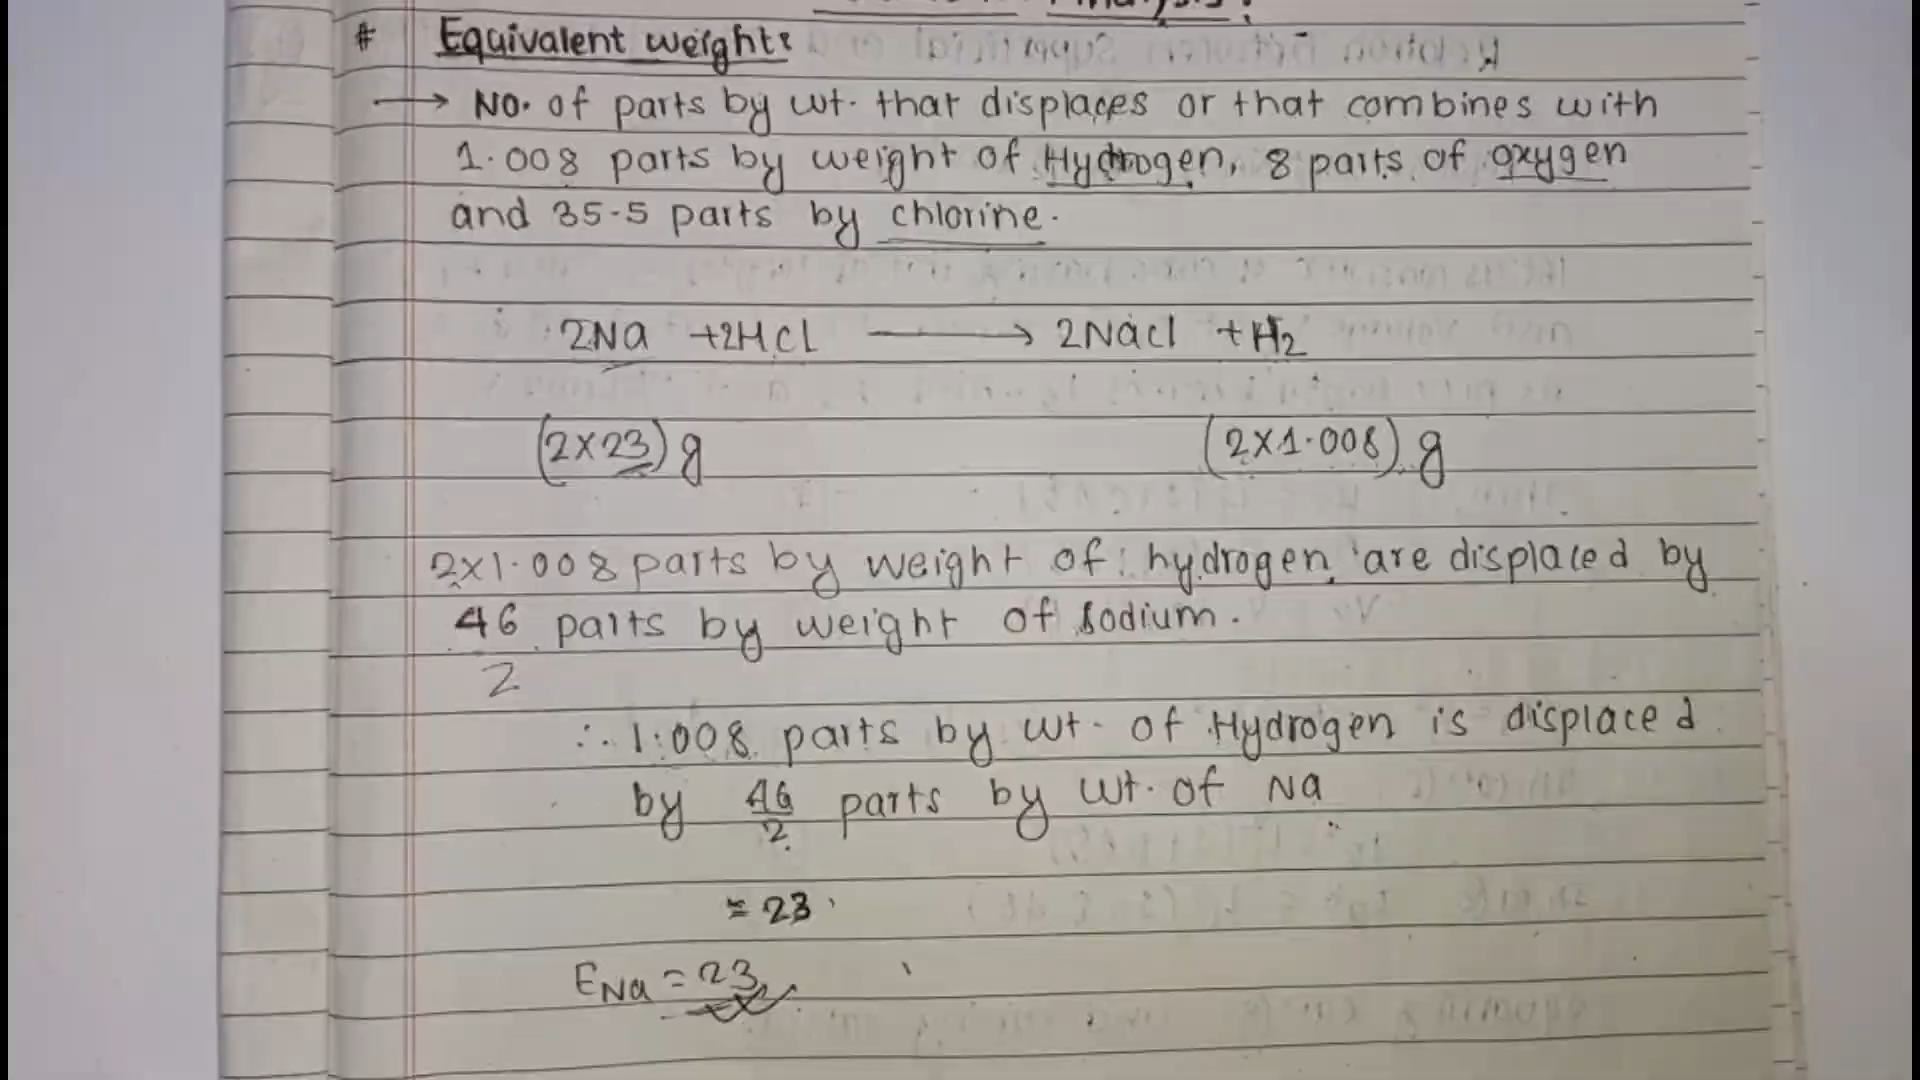 # Equivalent weight:
→ No. of parts by wt. that displaces or that combines with
1.008 parts by weight of Hydrogen, 8 parts of oxygen
and 35.5 parts by chlorine.
2Na +2HCl ⟶ 2Nacl +H₂
(2×23) g (2×1.008) g
2×1.008 parts by weight of hydrogen are displaced by
46 parts by weight of sodium.
2
∴ 1.008 parts by wt. of Hydrogen is displaced
by 46/2 parts by wt. of Na
= 23
ENa = 23